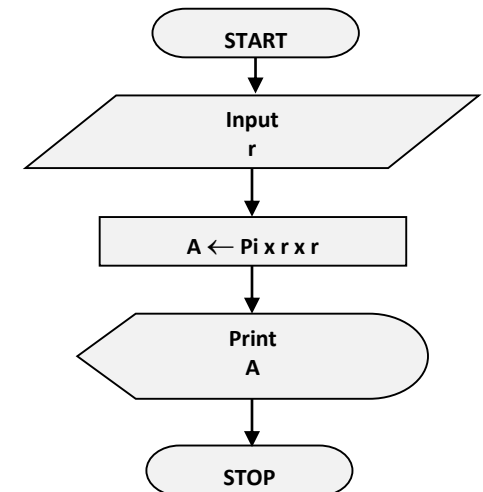 START
Input
r
A ← Pi x r x r
Print
A
STOP